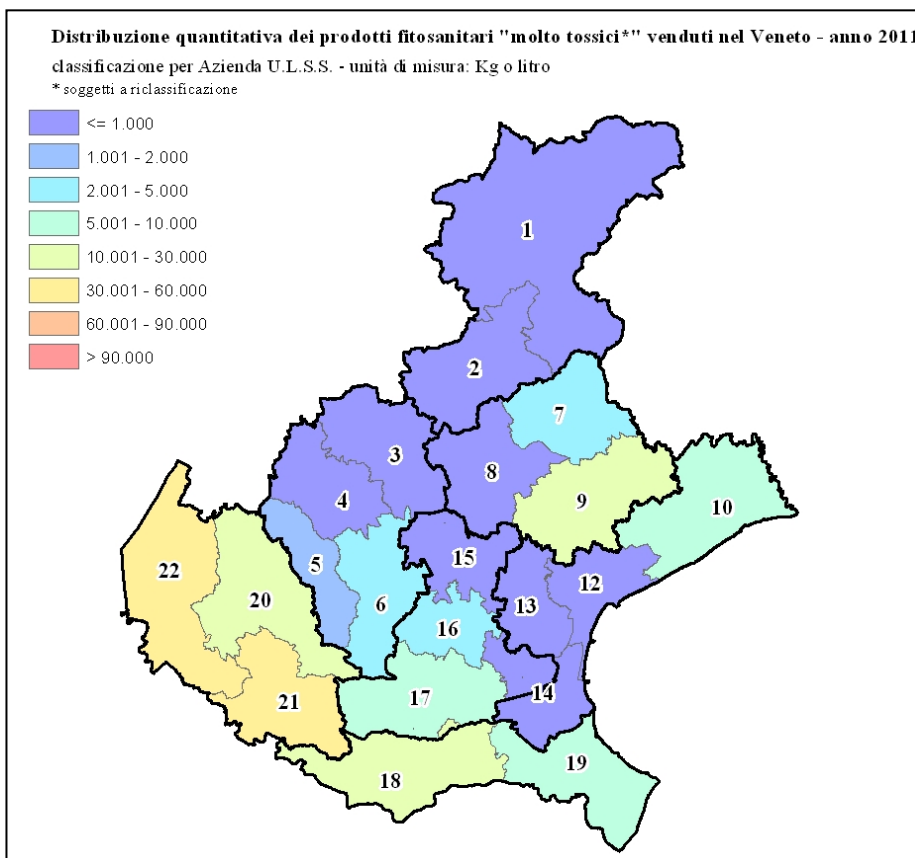 Distribuzione quantitativa dei prodotti fitosanitari "molto tossici*" venduti nel Veneto - anno 2011
classificazione per Azienda U.L.S.S. - unità di misura: Kg o litro
* soggetti a riclassificazione
<= 1.000
1.001 - 2.000
2.001 - 5.000
5.001 - 10.000
10.001 - 30.000
30.001 - 60.000
60.001 - 90.000
> 90.000
1
2
7
3
8
4
9
10
15
5
22
12
20
6
13
16
14
17
21
19
18